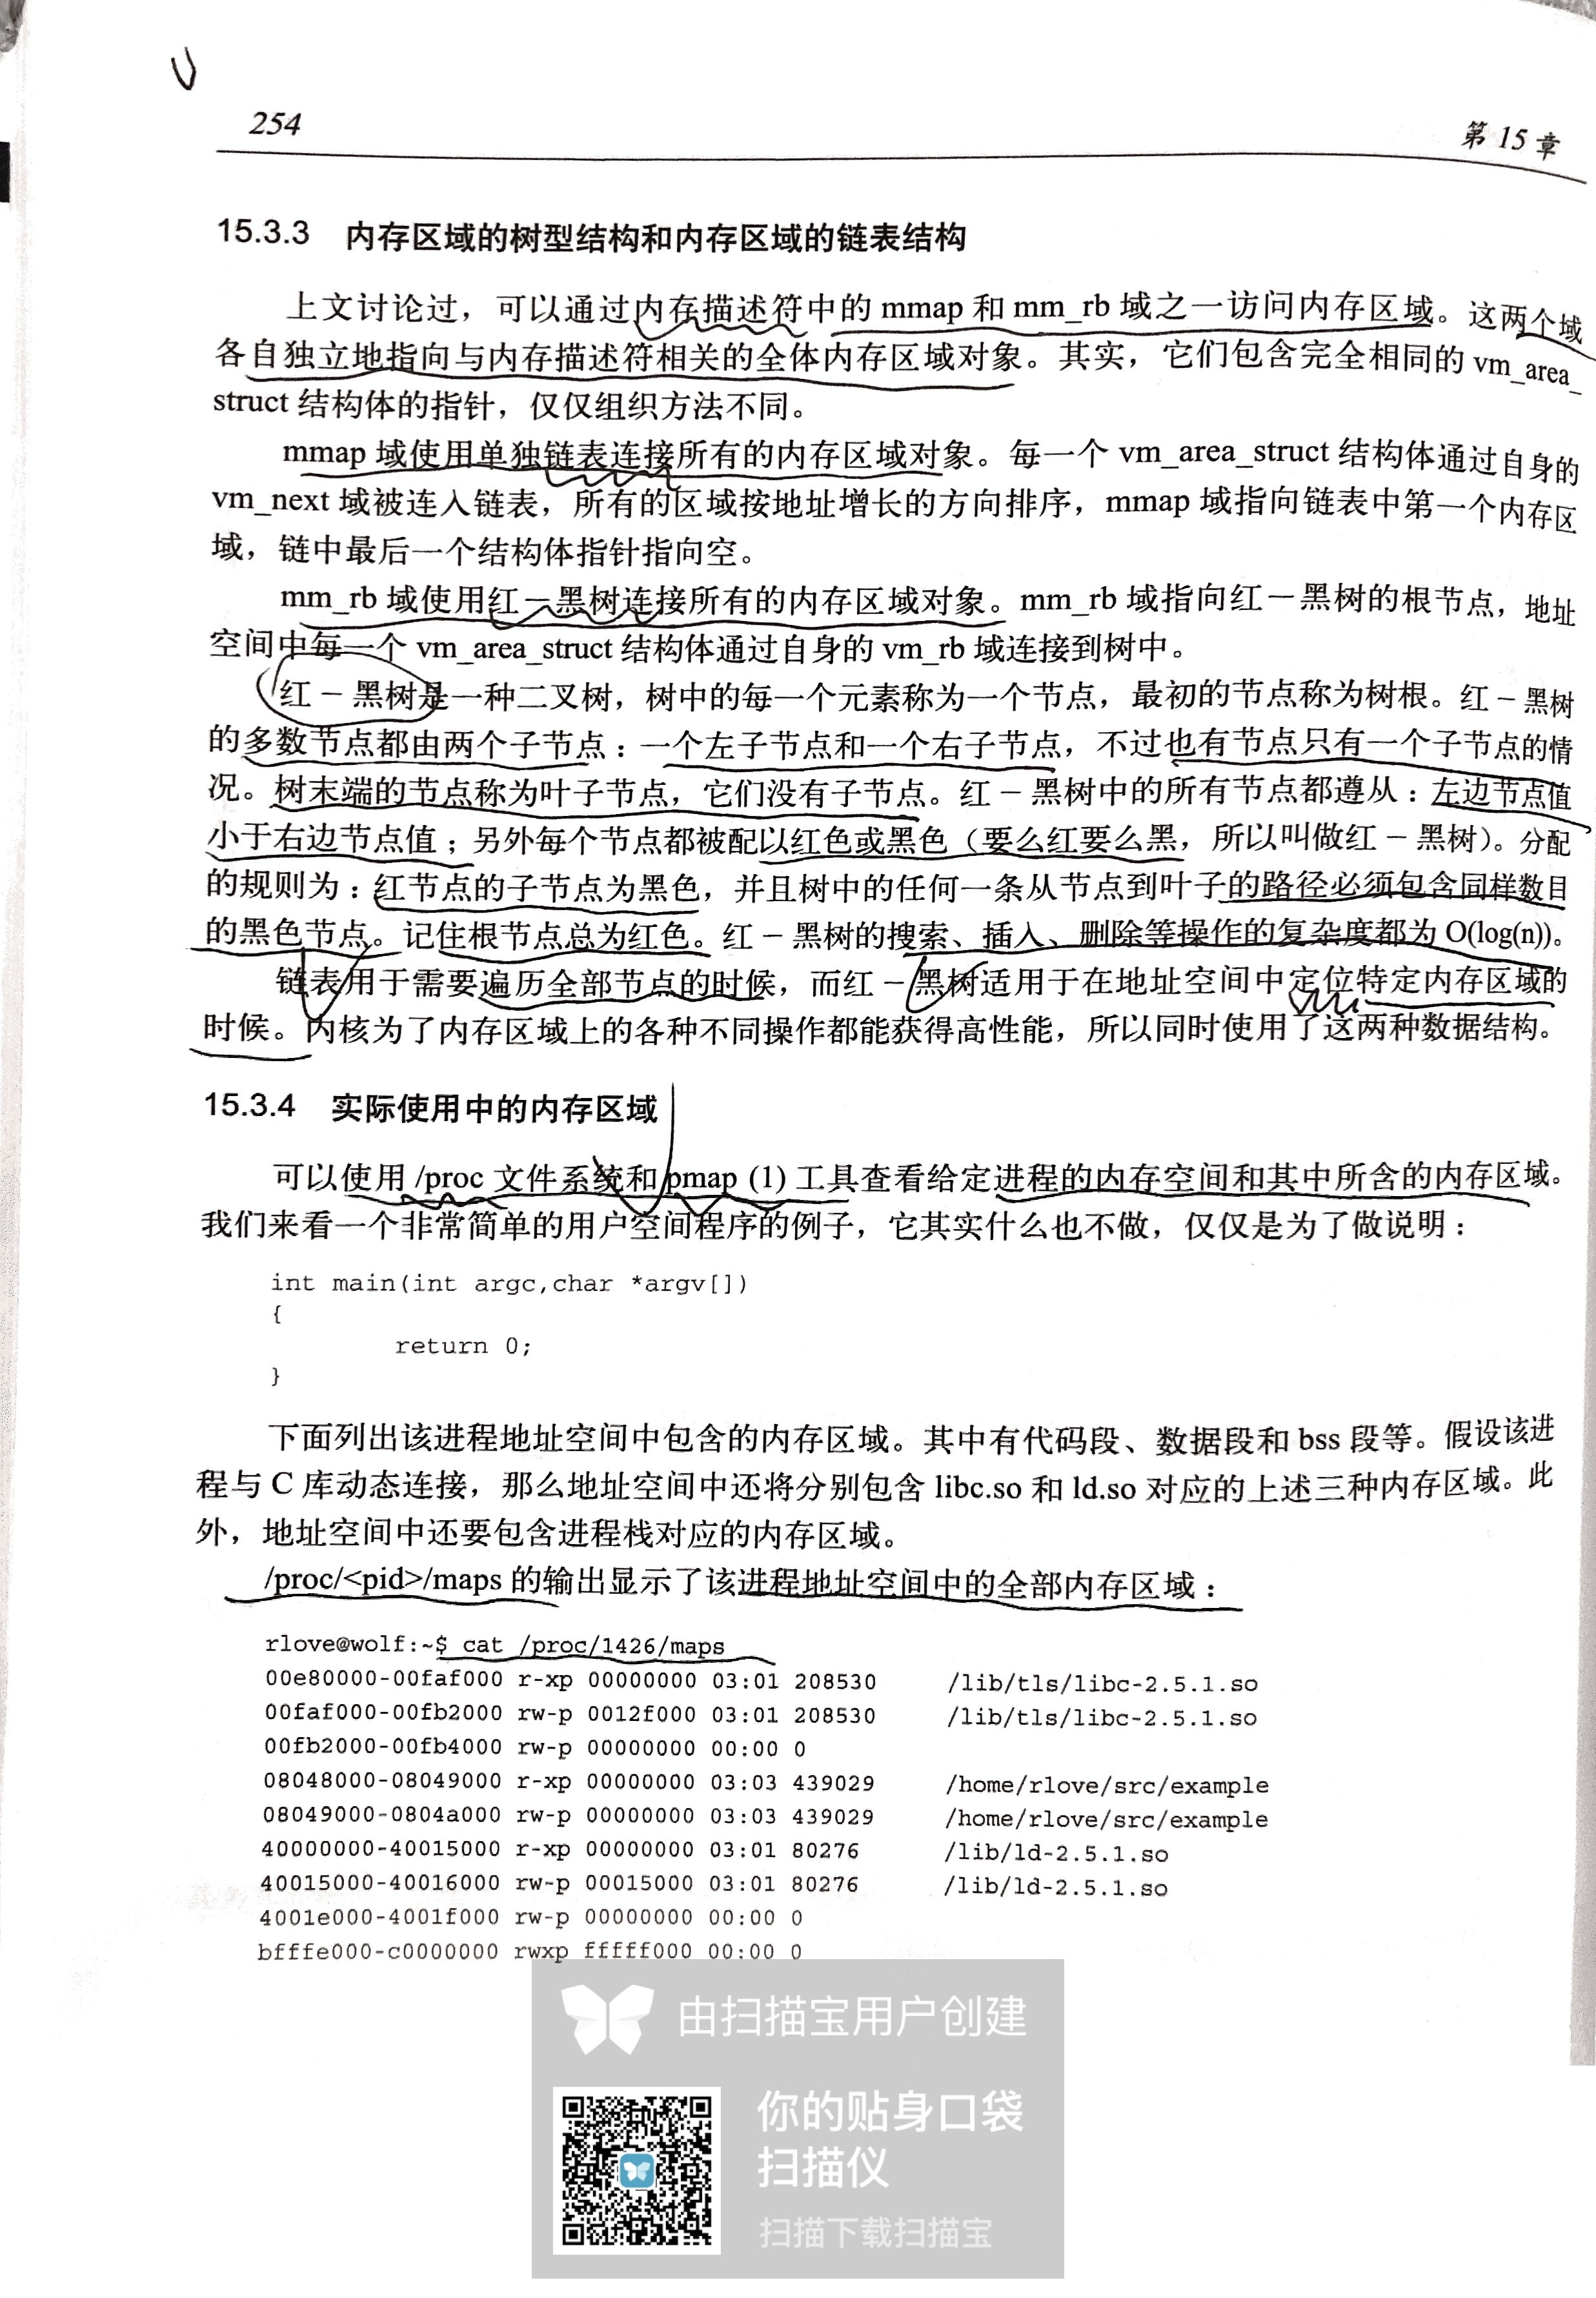 254
第 15 章
15.3.3 内存区域的树型结构和内存区域的链表结构
上文讨论过，可以通过内存描述符中的 mmap 和 mm_rb 域之一访问内存区域。这两个域
各自独立地指向与内存描述符相关的全体内存区域对象。其实，它们包含完全相同的 vm_area_
struct 结构体的指针，仅仅组织方法不同。
mmap 域使用单独链表连接所有的内存区域对象。每一个 vm_area_struct 结构体通过自身的
vm_next 域被连入链表，所有的区域按地址增长的方向排序，mmap 域指向链表中第一个内存区
域，链中最后一个结构体指针指向空。
mm_rb 域使用红－黑树连接所有的内存区域对象。mm_rb 域指向红－黑树的根节点，地址
空间中每一个 vm_area_struct 结构体通过自身的 vm_rb 域连接到树中。
红－黑树是一种二叉树，树中的每一个元素称为一个节点，最初的节点称为树根。红－黑树
的多数节点都由两个子节点：一个左子节点和一个右子节点，不过也有节点只有一个子节点的情
况。树末端的节点称为叶子节点，它们没有子节点。红－黑树中的所有节点都遵从：左边节点值
小于右边节点值；另外每个节点都被配以红色或黑色（要么红要么黑，所以叫做红－黑树）。分配
的规则为：红节点的子节点为黑色，并且树中的任何一条从节点到叶子的路径必须包含同样数目
的黑色节点。记住根节点总为红色。红－黑树的搜索、插入、删除等操作的复杂度都为 O(log(n))。
链表用于需要遍历全部节点的时候，而红－黑树适用于在地址空间中定位特定内存区域的
时候。内核为了内存区域上的各种不同操作都能获得高性能，所以同时使用了这两种数据结构。
15.3.4 实际使用中的内存区域
可以使用 /proc 文件系统和 pmap (1) 工具查看给定进程的内存空间和其中所含的内存区域。
我们来看一个非常简单的用户空间程序的例子，它其实什么也不做，仅仅是为了做说明：
int main(int argc,char *argv[])
{
return 0;
}
下面列出该进程地址空间中包含的内存区域。其中有代码段、数据段和 bss 段等。假设该进
程与 C 库动态连接，那么地址空间中还将分别包含 libc.so 和 ld.so 对应的上述三种内存区域。此
外，地址空间中还要包含进程栈对应的内存区域。
/proc/<pid>/maps 的输出显示了该进程地址空间中的全部内存区域：
rlove@wolf:~$ cat /proc/1426/maps
00e80000-00faf000 r-xp 00000000 03:01 208530 /lib/tls/libc-2.5.1.so
00faf000-00fb2000 rw-p 0012f000 03:01 208530 /lib/tls/libc-2.5.1.so
00fb2000-00fb4000 rw-p 00000000 00:00 0
08048000-08049000 r-xp 00000000 03:03 439029 /home/rlove/src/example
08049000-0804a000 rw-p 00000000 03:03 439029 /home/rlove/src/example
40000000-40015000 r-xp 00000000 03:01 80276 /lib/ld-2.5.1.so
40015000-40016000 rw-p 00015000 03:01 80276 /lib/ld-2.5.1.so
4001e000-4001f000 rw-p 00000000 00:00 0
bfffe000-c0000000 rwxp fffff000 00:00 0
由扫描宝用户创建
你的贴身口袋
扫描仪
扫描下载扫描宝